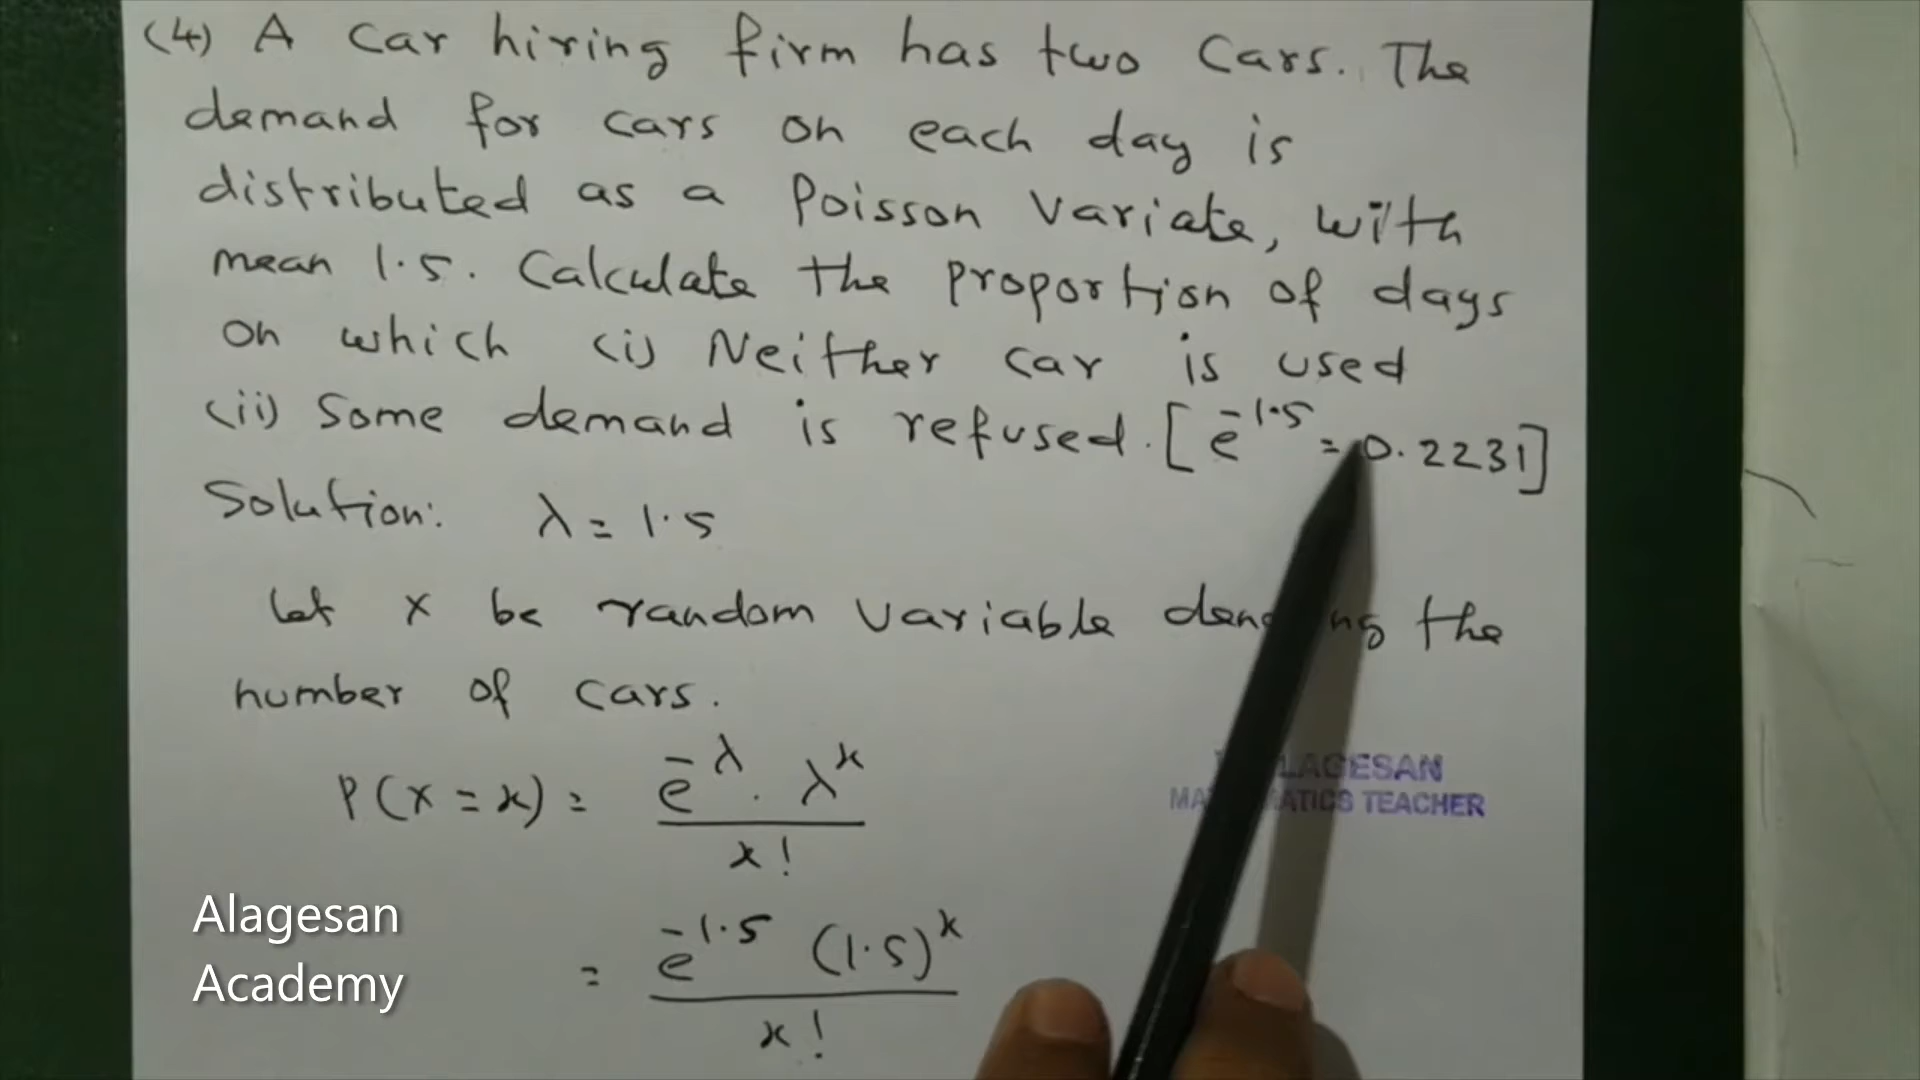 (4) A Car hiring firm has two Cars. The
demand for cars on each day is
distributed as a Poisson Variate, with
mean 1.5. Calculate the proportion of days
on which (i) Neither car is used
(ii) Some demand is refused. [e^-1.5 = 0.2231]
Solution: λ = 1.5
Let x be random variable the
number of cars.
P(x = x) = e^-λ . λ^x / x!
= e^-1.5 (1.5)^x / x!
TEACHER
Alagesan
Academy